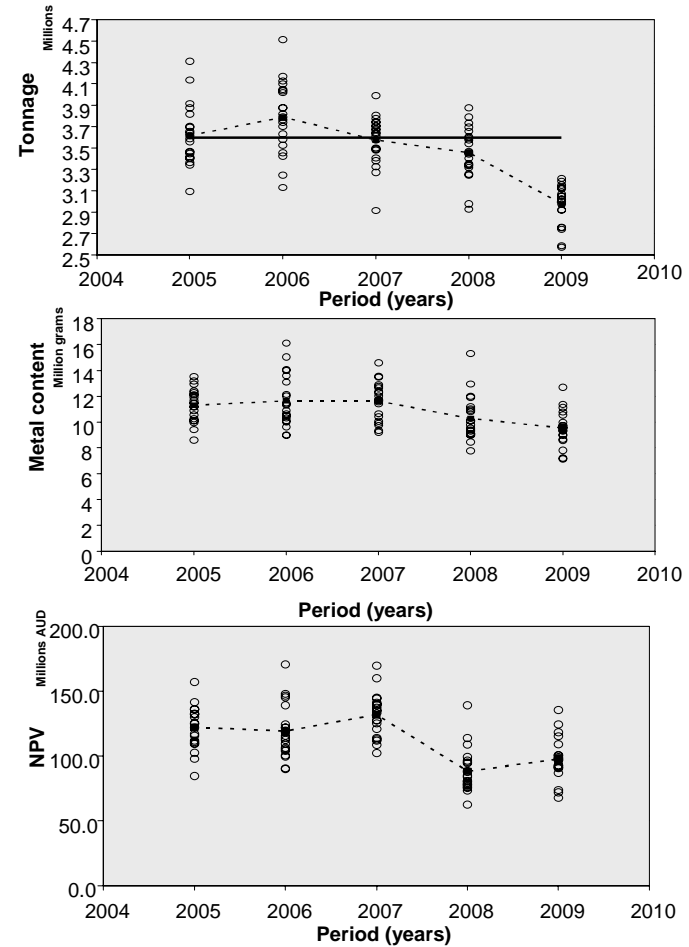 Tonnage
Millions
4.7
4.5
4.3
4.1
3.9
3.7
3.5
3.3
3.1
2.9
2.7
2.5
2004 2005 2006 2007 2008 2009 2010
Period (years)
Metal content
Million grams
18
16
14
12
10
8
6
4
2
0
2004 2005 2006 2007 2008 2009 2010
Period (years)
NPV
Millions AUD
200.0
150.0
100.0
50.0
0.0
2004 2005 2006 2007 2008 2009 2010
Period (years)